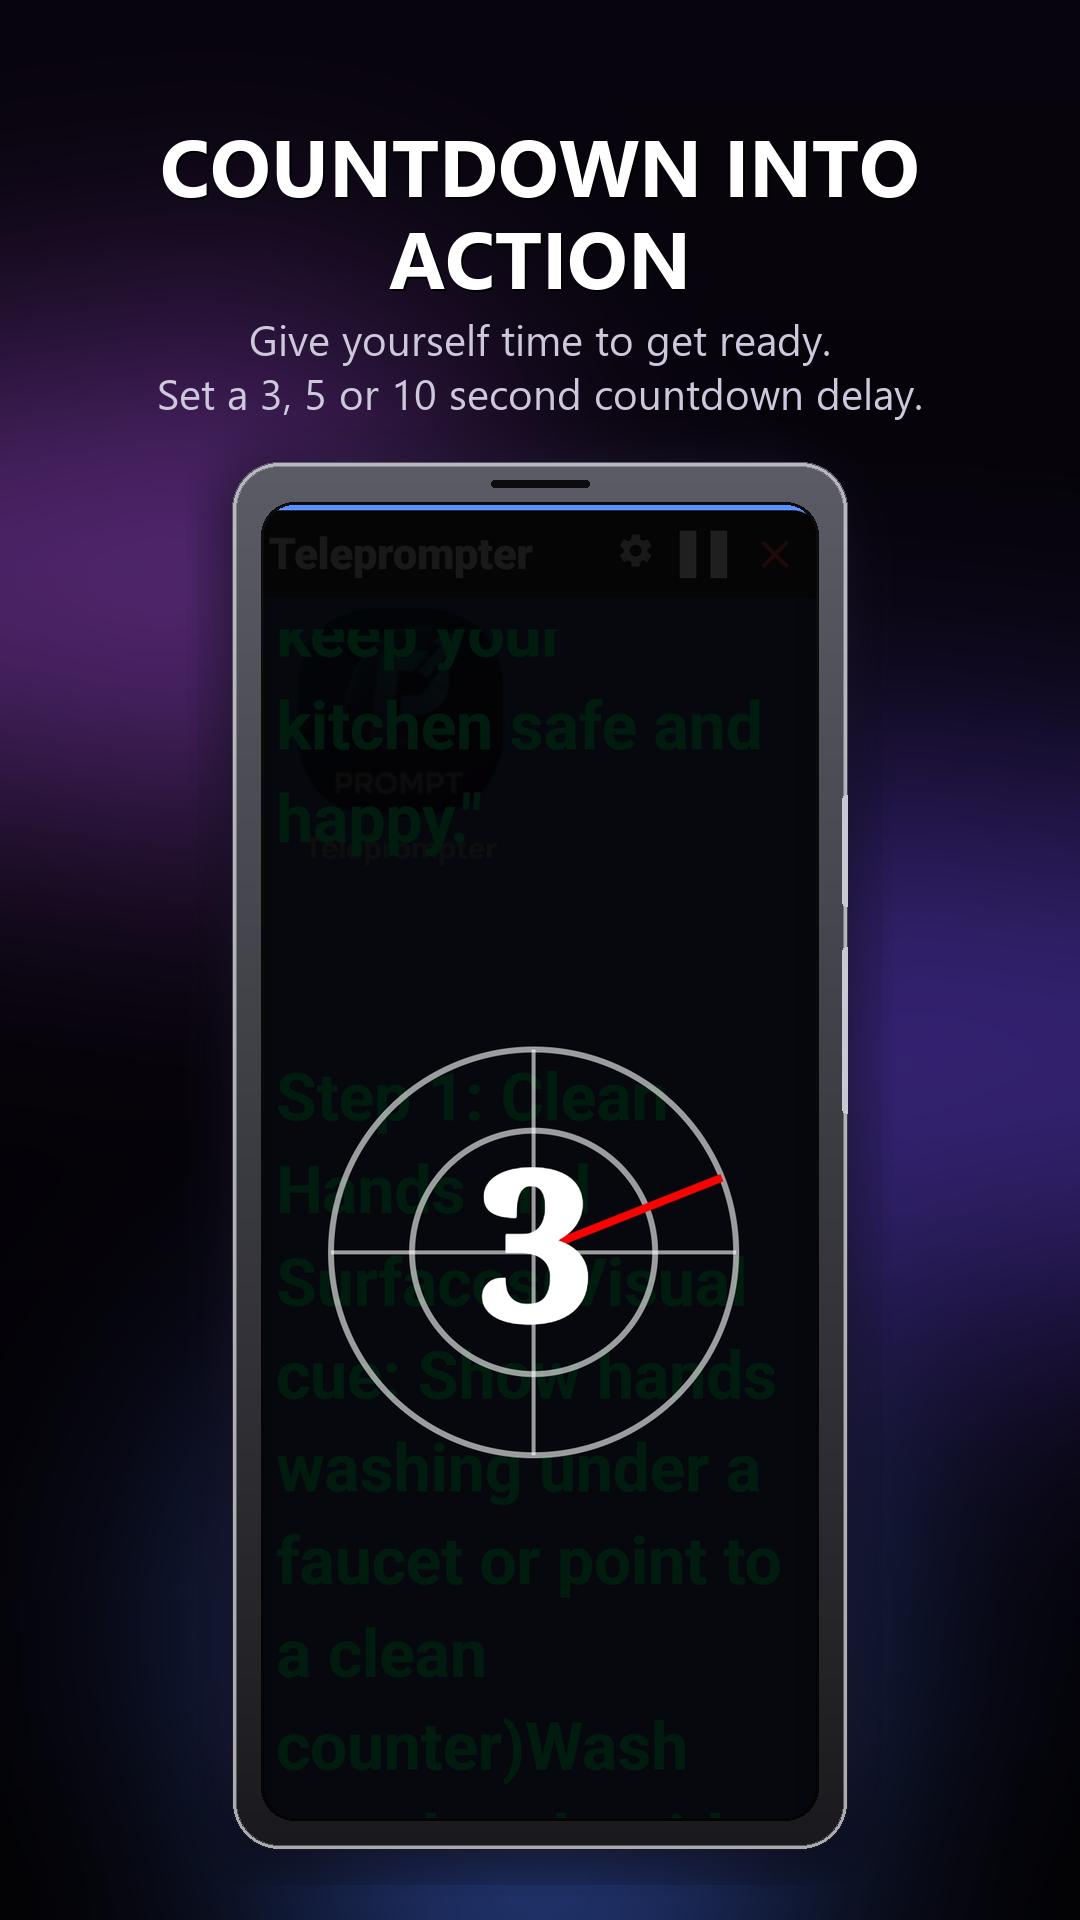 COUNTDOWN INTO
ACTION
Give yourself time to get ready.
Set a 3, 5 or 10 second countdown delay.
Teleprompter
keep your
kitchen safe and
PROMPT
happy."
Teleprompter
Step 1: Clean
Hands
3
Surfaces Visual
cue: Show hands
washing under a
faucet or point to
a clean
counter)Wash